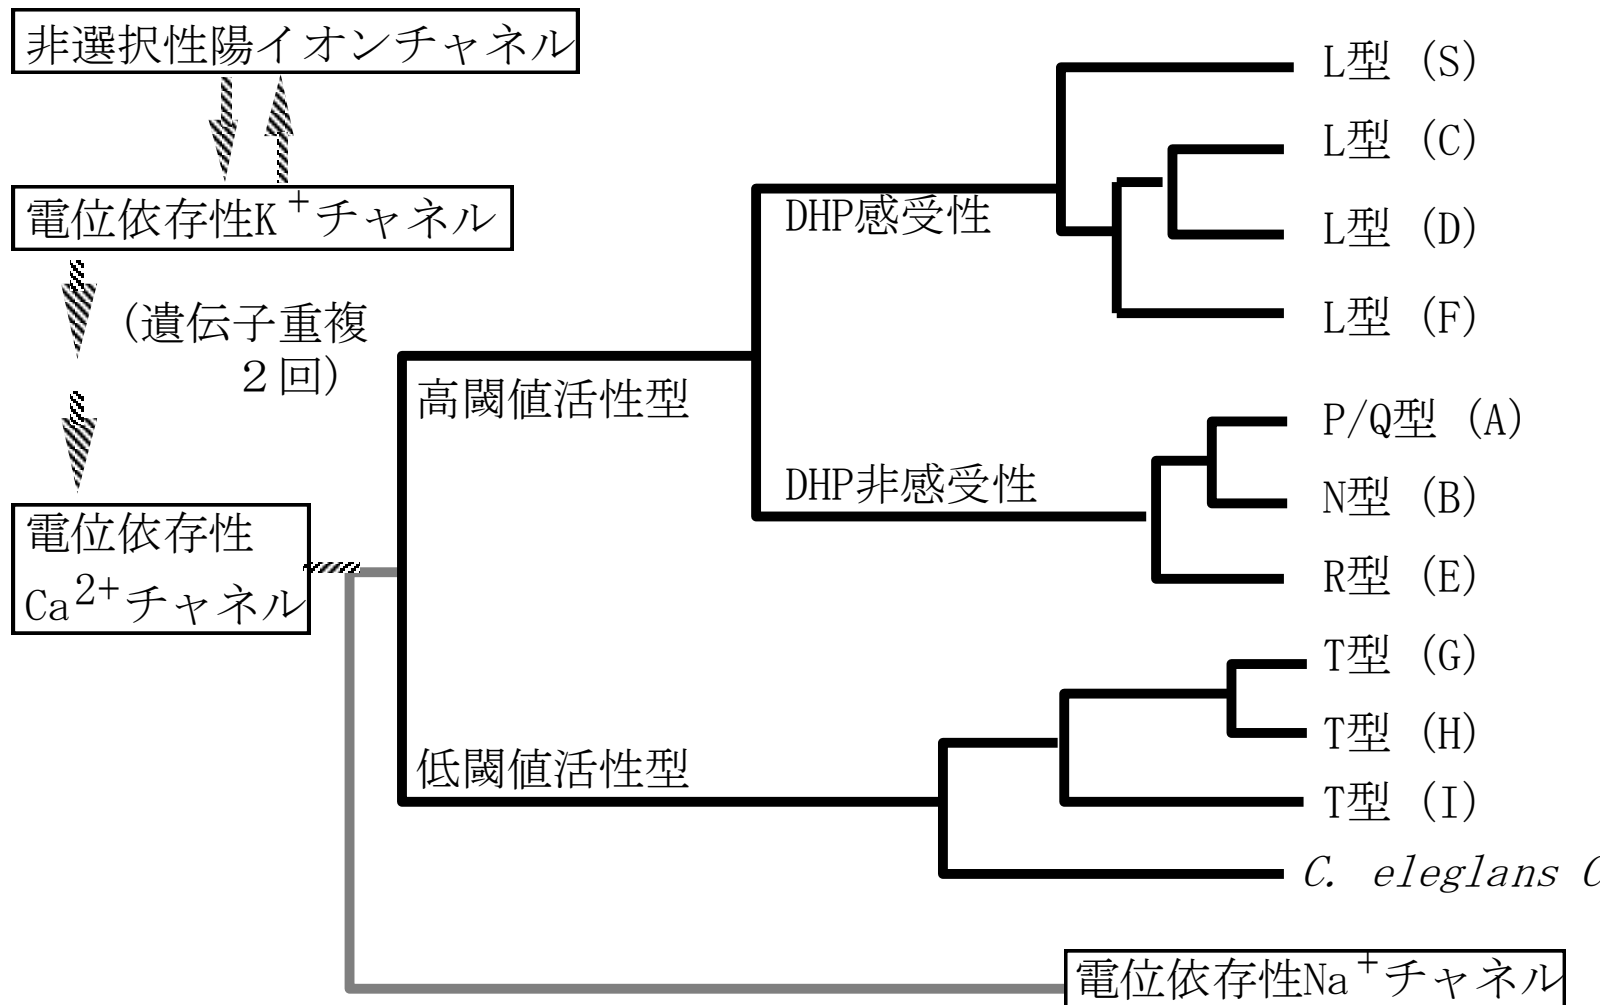 非選択性陽イオンチャネル
電位依存性K⁺チャネル
(遺伝子重複
２回)
電位依存性
Ca²⁺チャネル
高閾値活性型
低閾値活性型
DHP感受性
DHP非感受性
L型 (S)
L型 (C)
L型 (D)
L型 (F)
P/Q型 (A)
N型 (B)
R型 (E)
T型 (G)
T型 (H)
T型 (I)
C. eleglans C
電位依存性Na⁺チャネル